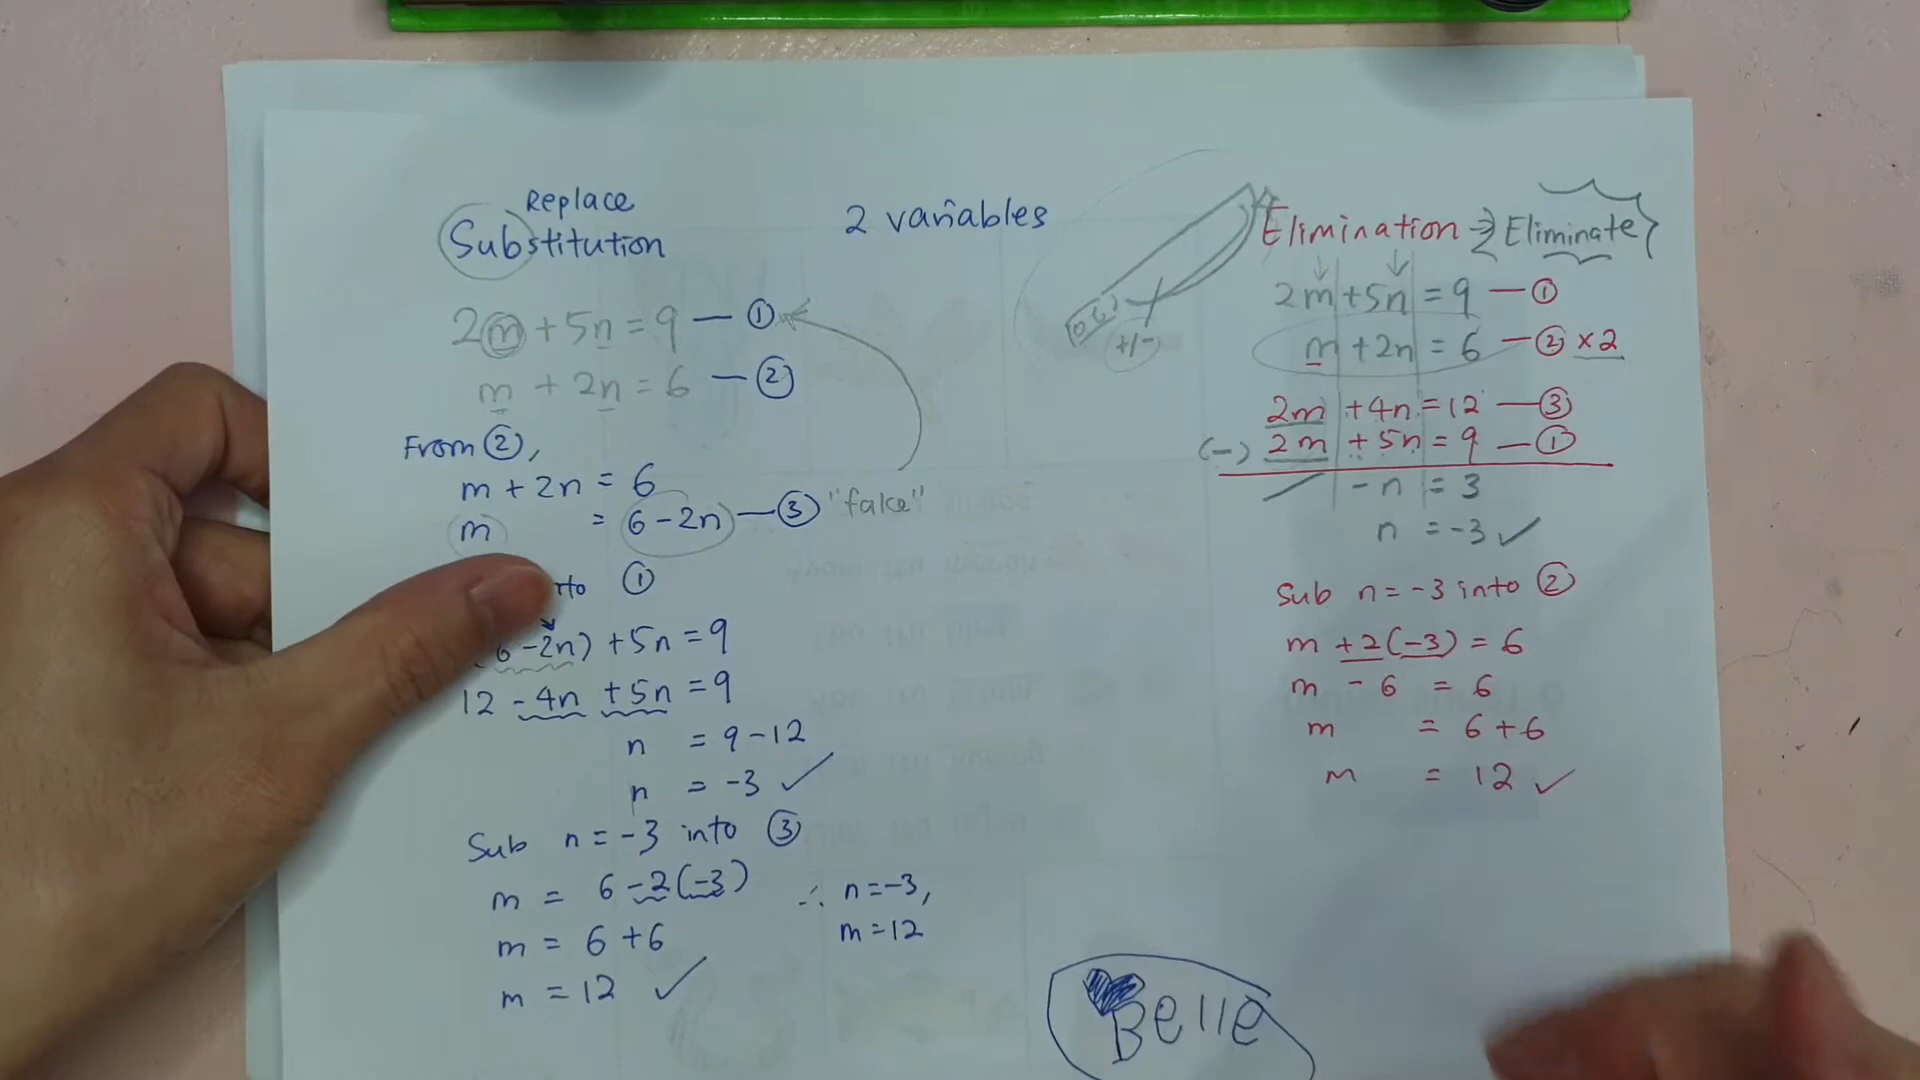 Replace
Substitution
2m + 5n = 9 — ①
m + 2n = 6 — ②
From ②,
m + 2n = 6
m = 6 - 2n — ③ "fake"
①
6 - 2n) + 5n = 9
12 - 4n + 5n = 9
n = 9 - 12
n = -3 ✓
Sub n = -3 into ③
m = 6 - 2(-3)
m = 6 + 6
m = 12 ✓
∴ n = -3,
m = 12
2 variables
+/-
Elimination → Eliminate
2m + 5n = 9 — ①
m + 2n = 6 — ② × 2
2m + 4n = 12 — ③
(-) 2m + 5n = 9 — ①
- n = 3
n = -3 ✓
Sub n = -3 into ②
m + 2(-3) = 6
m - 6 = 6
m = 6 + 6
m = 12 ✓
Belle